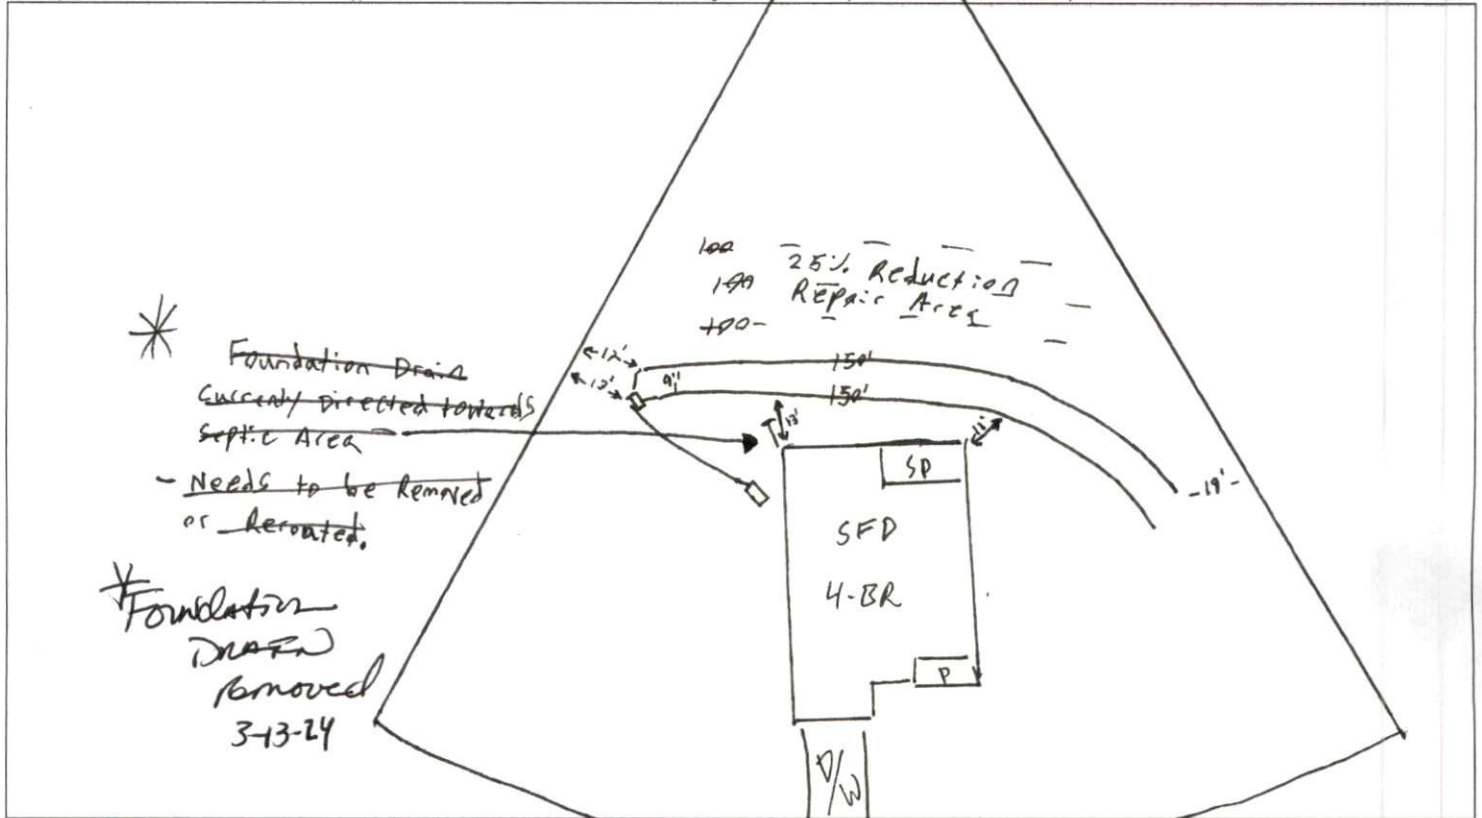 100
25% Reduction
100
Repair Area
100
Foundation Drain
Currently Directed towards
Septic Area
- Needs to be Removed
or Rerouted.
12'
12'
9'
150'
150'
13'
11'
-19'-
SP
SFD
4-BR
P
D/W
Foundation
DRAIN
removed
3-13-24